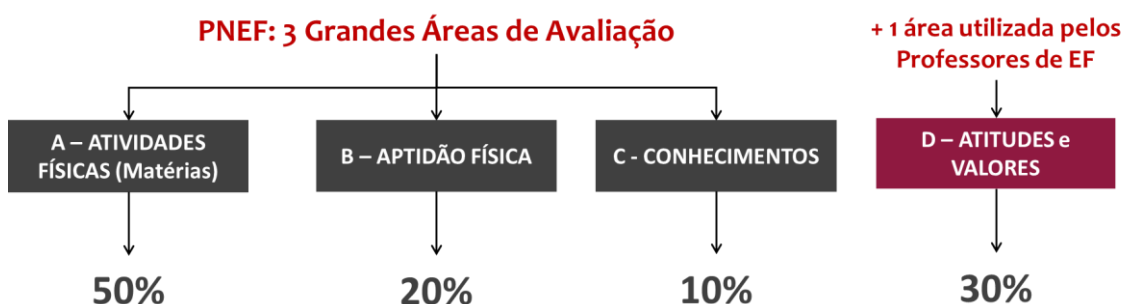 PNEF: 3 Grandes Áreas de Avaliação
+ 1 área utilizada pelos
Professores de EF
A – ATIVIDADES
FÍSICAS (Matérias)
B – APTIDÃO FÍSICA
C - CONHECIMENTOS
D – ATITUDES e
VALORES
50%
20%
10%
30%